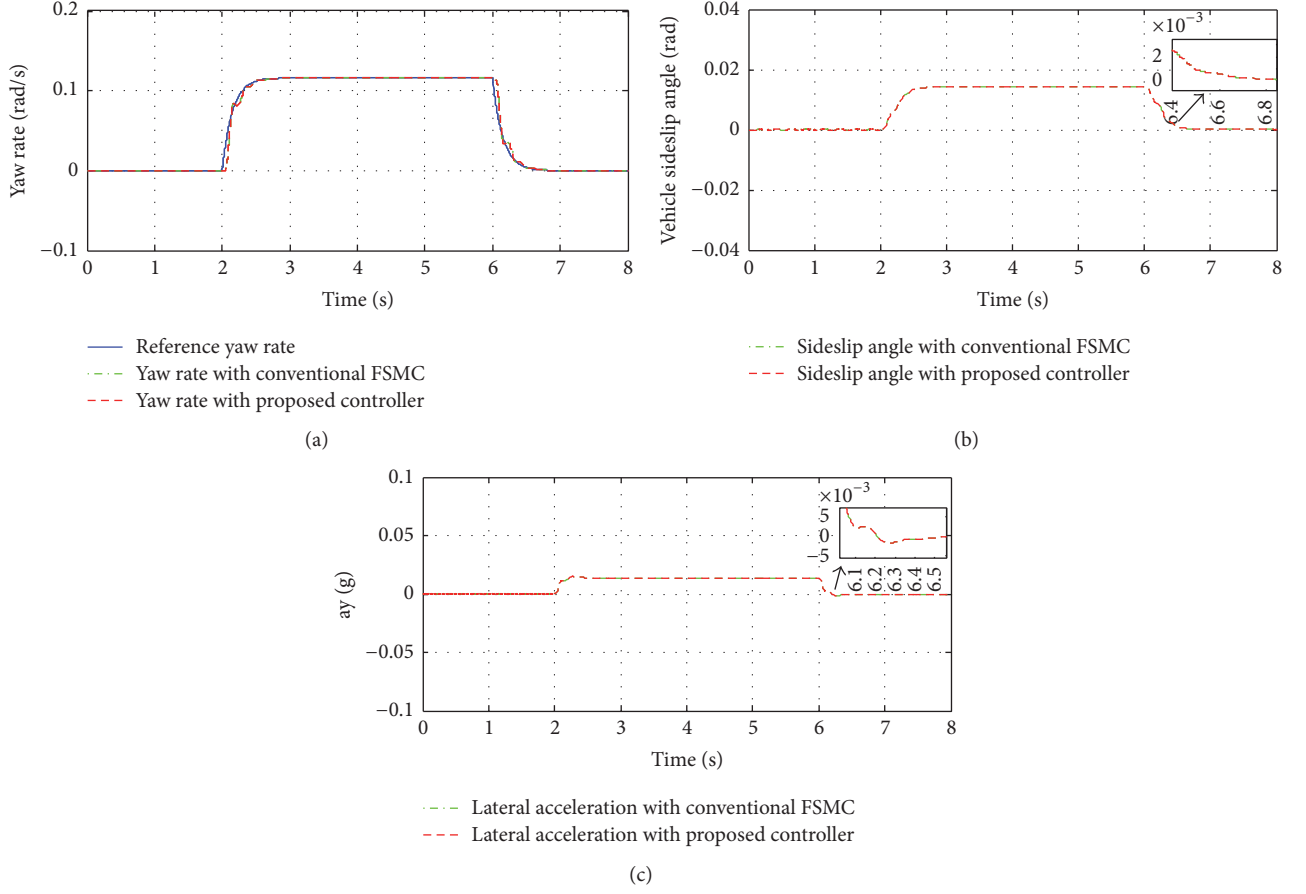 Yaw rate (rad/s)
0.2
0.1
0
−0.1
0 1 2 3 4 5 6 7 8
Time (s)
Reference yaw rate
Yaw rate with conventional FSMC
Yaw rate with proposed controller
(a)
Vehicle sideslip angle (rad)
0.04
0.02
0
−0.02
−0.04
×10−3
2
0
6.4 6.6 6.8
0 1 2 3 4 5 6 7 8
Time (s)
Sideslip angle with conventional FSMC
Sideslip angle with proposed controller
(b)
ay (g)
0.1
0.05
0
−0.05
−0.1
×10−3
5
0
−5
6.1 6.2 6.3 6.4 6.5
0 1 2 3 4 5 6 7 8
Time (s)
Lateral acceleration with conventional FSMC
Lateral acceleration with proposed controller
(c)